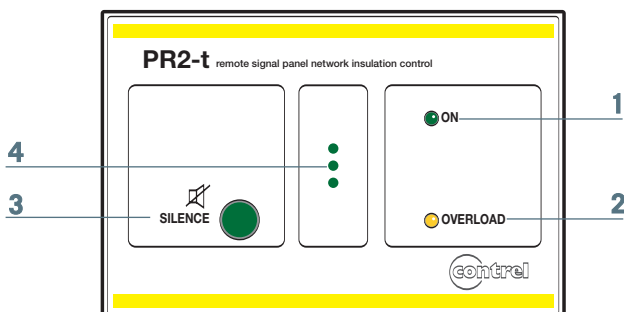 PR2-t remote signal panel network insulation control
1
ON
4
3
SILENCE
2
OVERLOAD
contrel